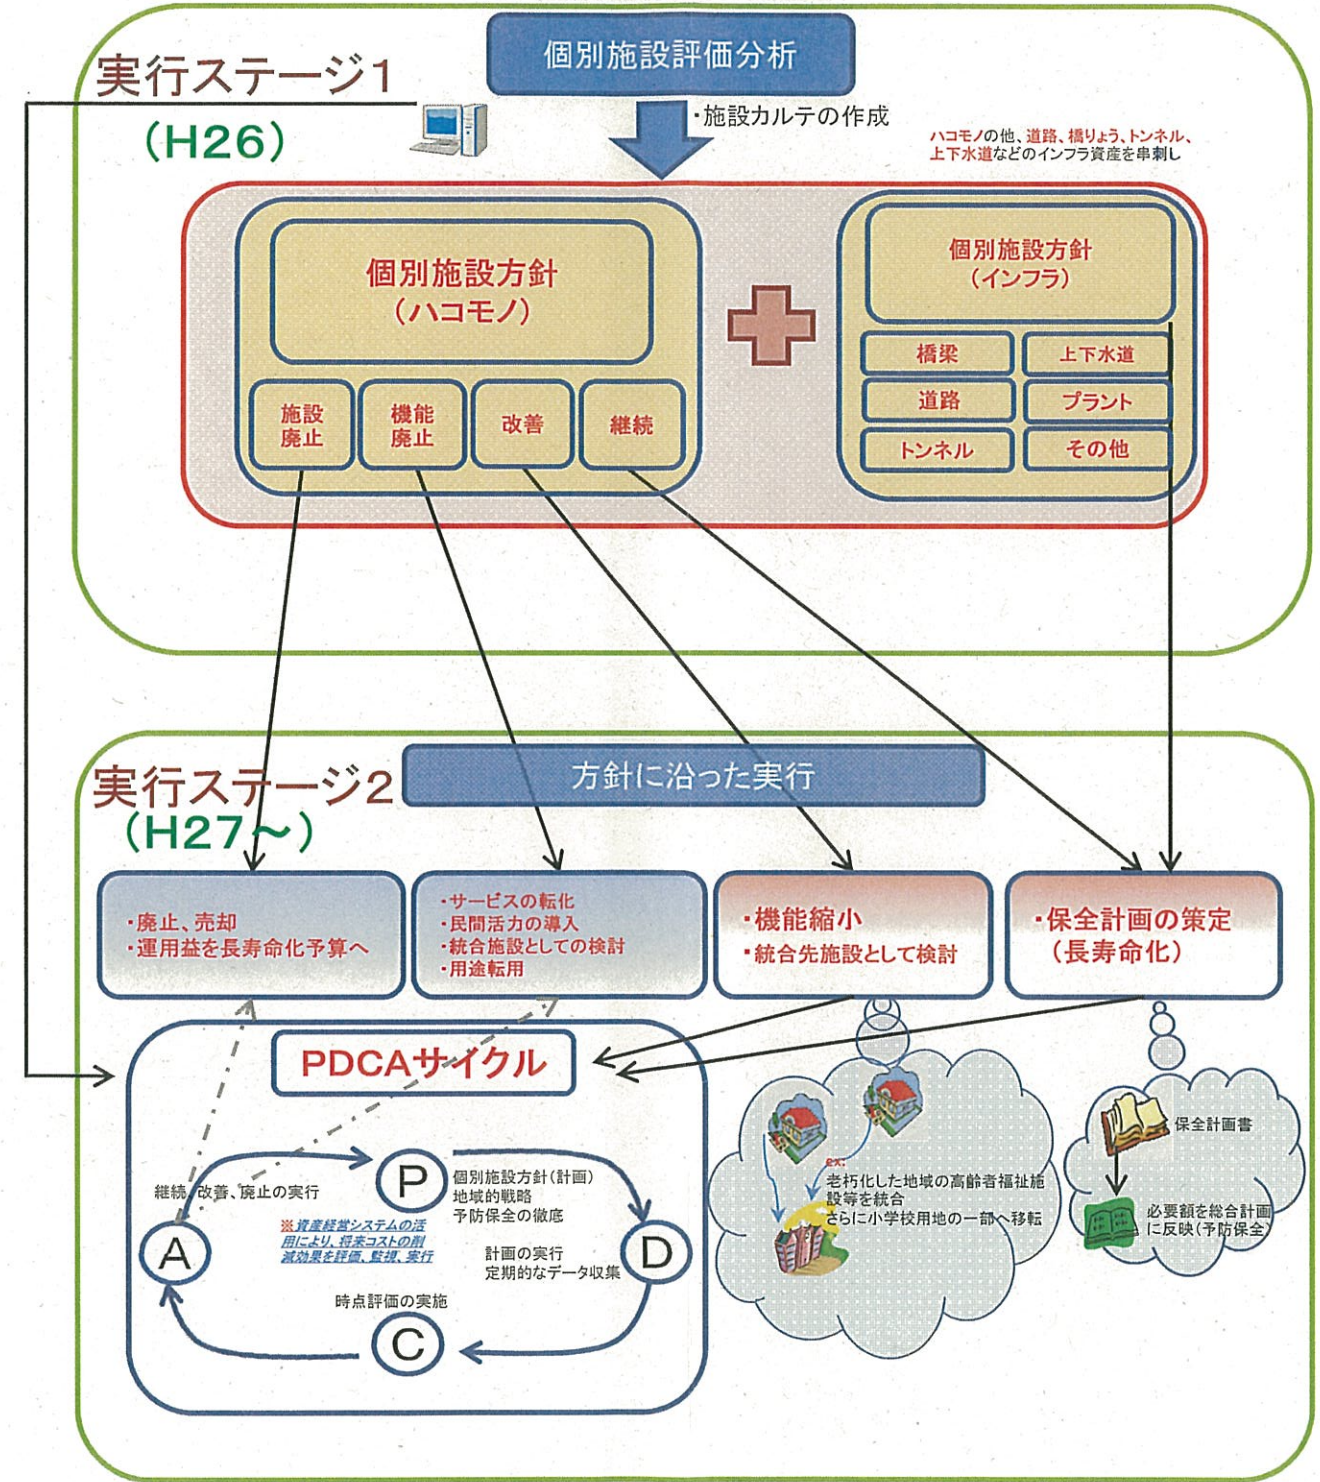 個別施設評価分析
実行ステージ1
(H26)
・施設カルテの作成
ハコモノの他、道路、橋りょう、トンネル、
上下水道などのインフラ資産を串刺し
個別施設方針
(ハコモノ)
施設
廃止
機能
廃止
改善
継続
個別施設方針
(インフラ)
橋梁
上下水道
道路
プラント
トンネル
その他
方針に沿った実行
実行ステージ2
(H27~)
・廃止、売却
・運用益を長寿命化予算へ
・サービスの転化
・民間活力の導入
・統合施設としての検討
・用途転用
・機能縮小
・統合先施設として検討
・保全計画の策定
(長寿命化)
PDCAサイクル
P
個別施設方針(計画)
地域的戦略
予防保全の徹底
継続、改善、廃止の実行
※資産経営システムの活
用により、将来コストの削
減効果を評価、監視、実行
A
計画の実行
定期的なデータ収集
D
時点評価の実施
C
ex.
老朽化した地域の高齢者福祉施
設等を統合
さらに小学校用地の一部へ移転
保全計画書
必要額を総合計画
に反映(予防保全)